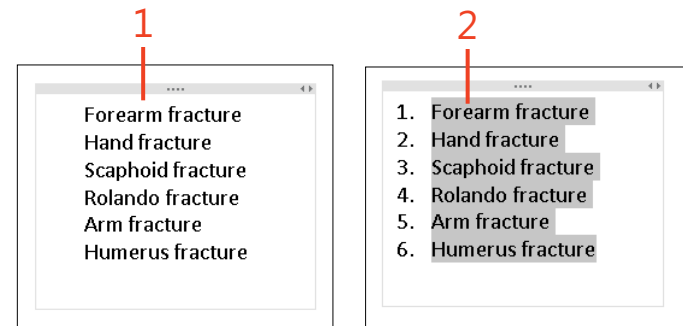 1
Forearm fracture
Hand fracture
Scaphoid fracture
Rolando fracture
Arm fracture
Humerus fracture
2
1. Forearm fracture
2. Hand fracture
3. Scaphoid fracture
4. Rolando fracture
5. Arm fracture
6. Humerus fracture